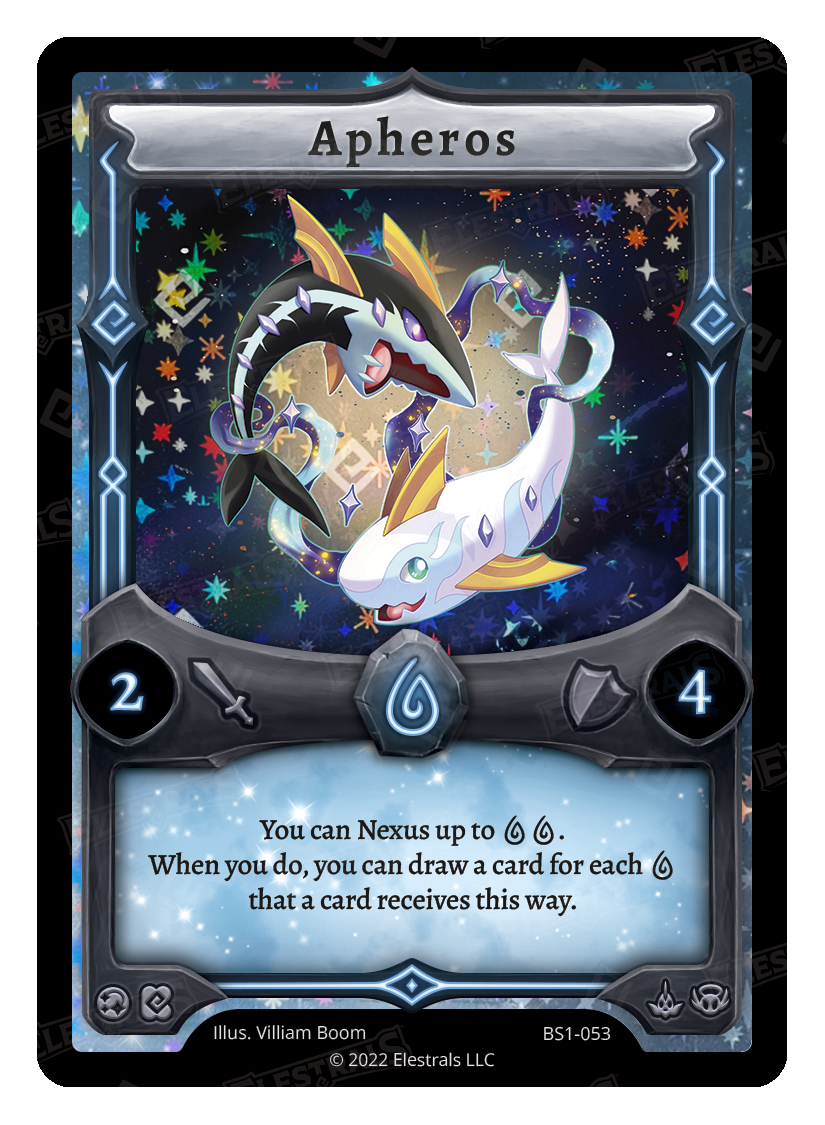 Apheros
2
4
You can Nexus up to .
When you do, you can draw a card for each
that a card receives this way.
Illus. Villiam Boom
BS1-053
© 2022 Elestrals LLC
ELESTRALS